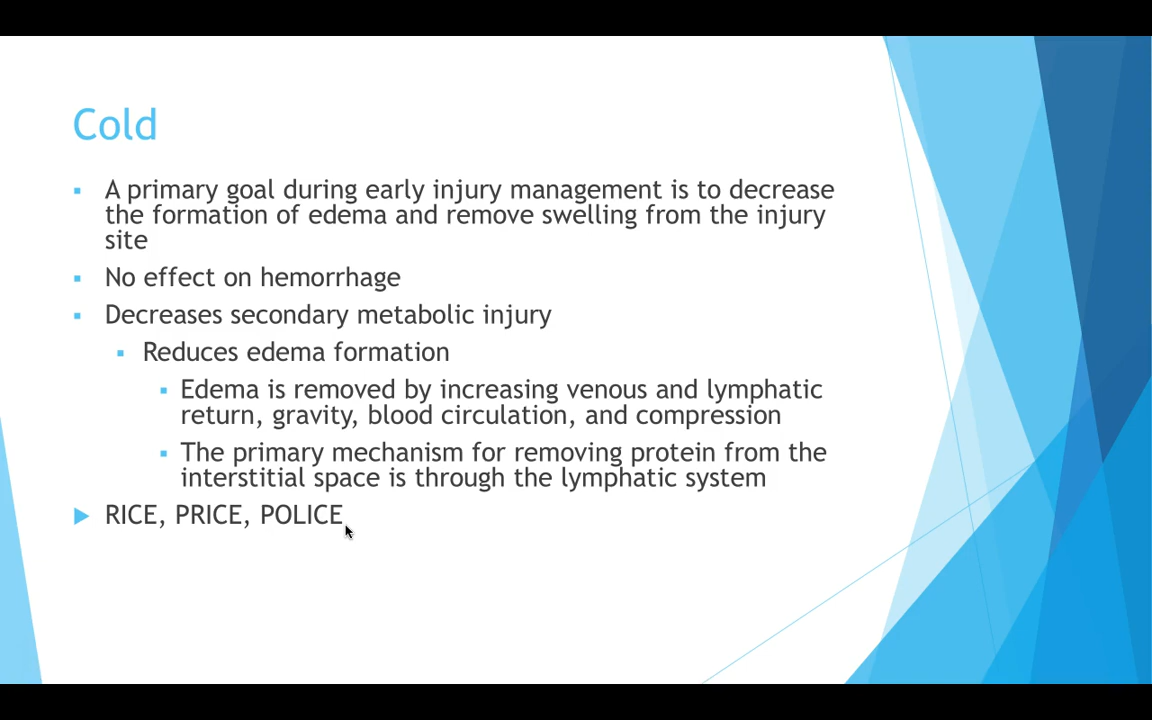 Cold
A primary goal during early injury management is to decrease
the formation of edema and remove swelling from the injury
site
No effect on hemorrhage
Decreases secondary metabolic injury
Reduces edema formation
Edema is removed by increasing venous and lymphatic
return, gravity, blood circulation, and compression
The primary mechanism for removing protein from the
interstitial space is through the lymphatic system
RICE, PRICE, POLICE